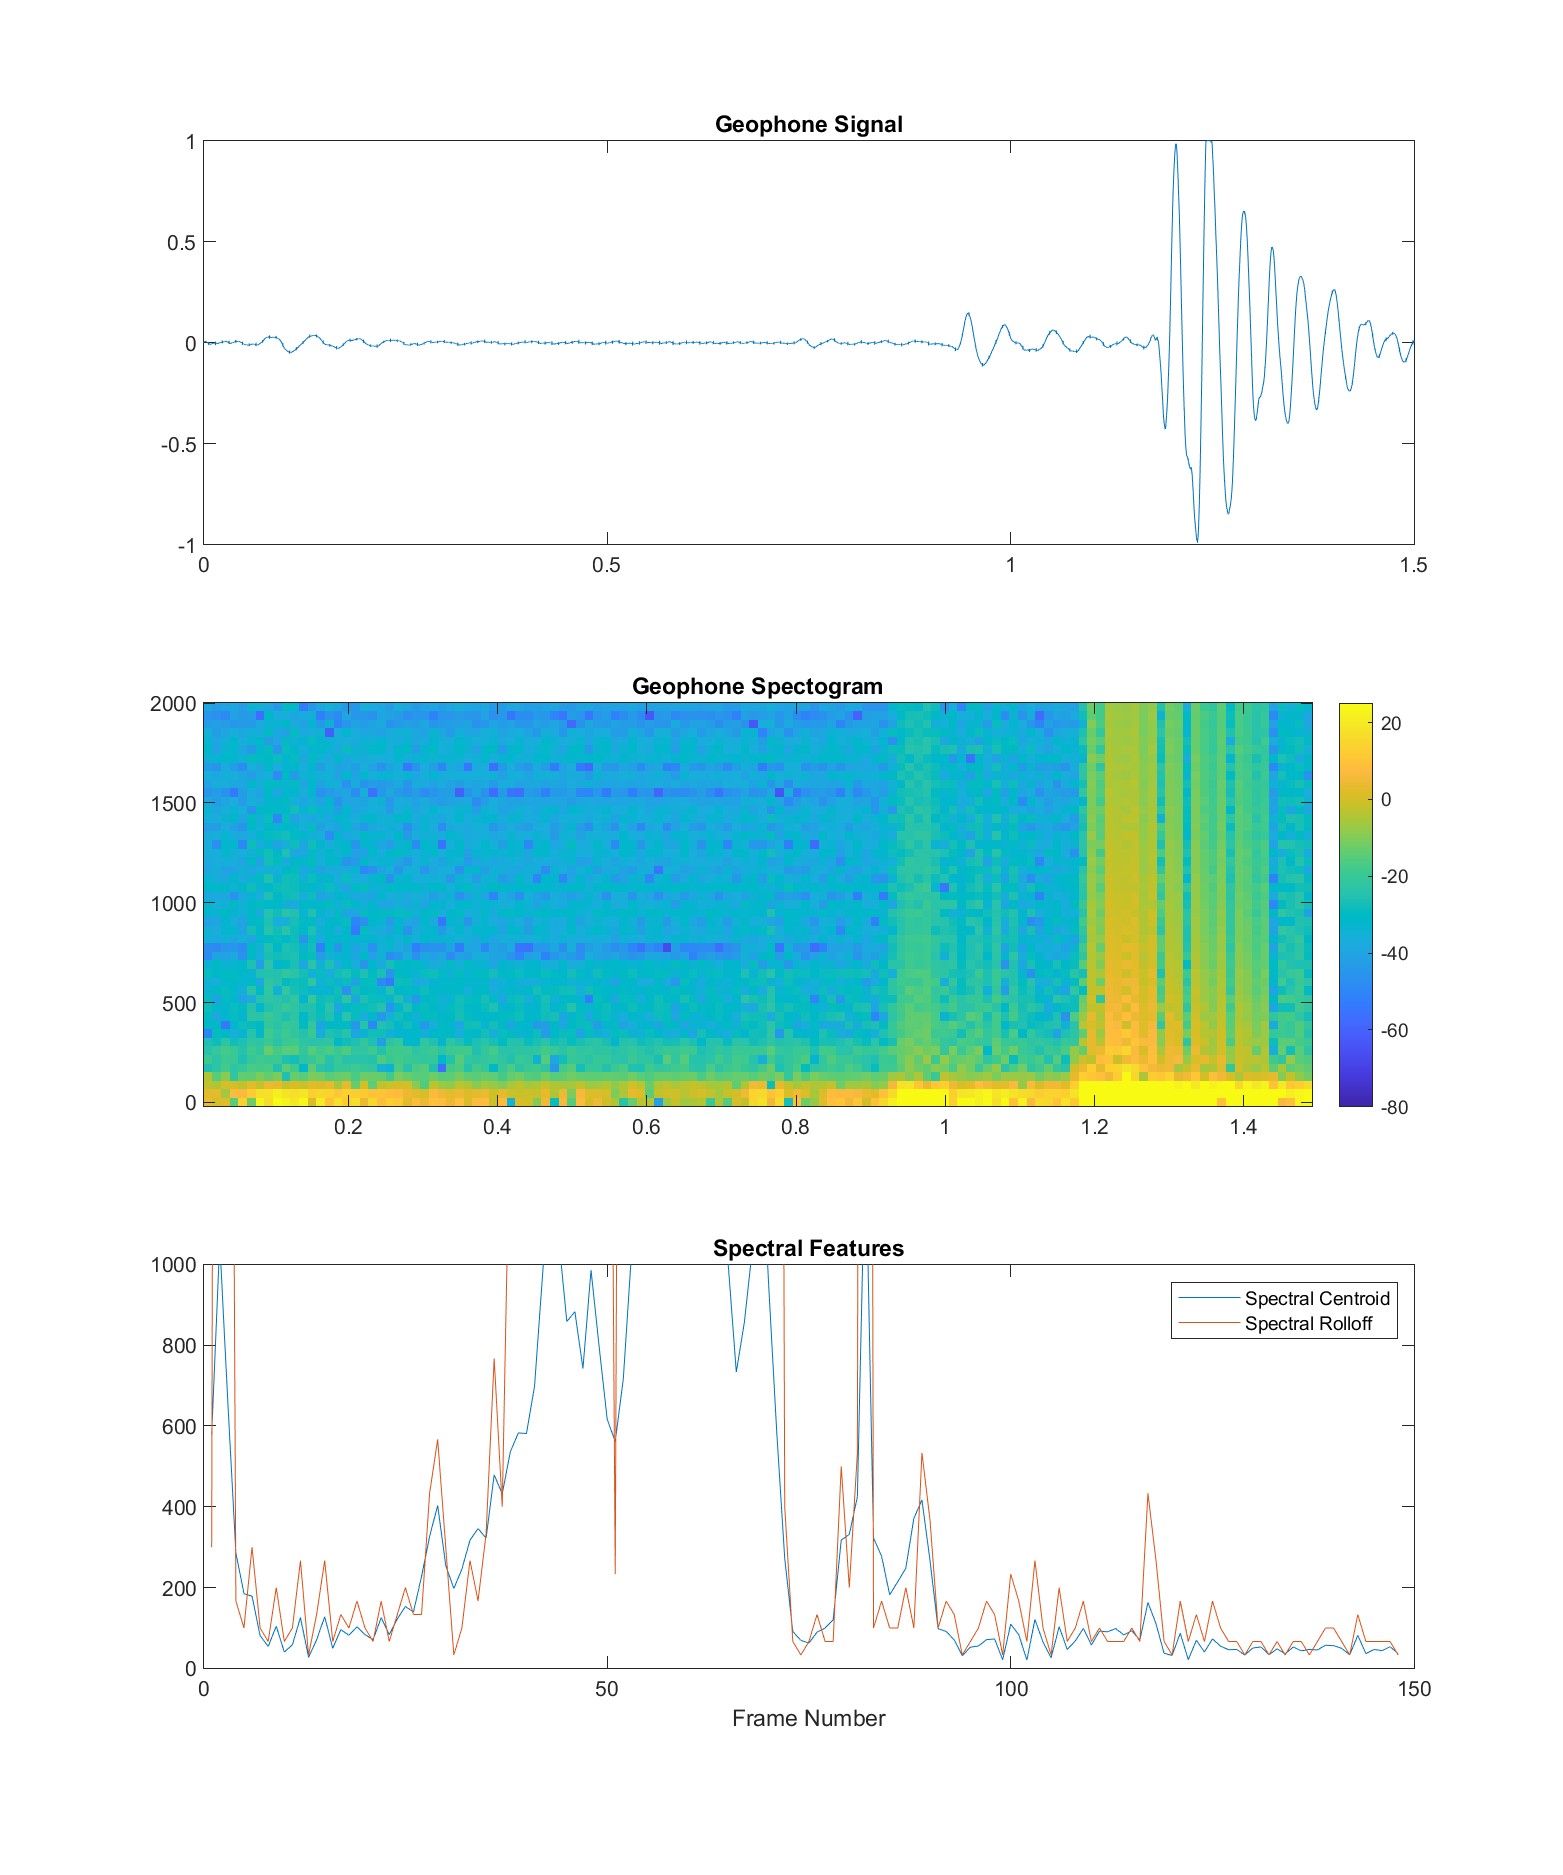 Geophone Signal
1
0.5
0
-0.5
-1
0 0.5 1 1.5
Geophone Spectogram
2000
1500
1000
500
0
0.2 0.4 0.6 0.8 1 1.2 1.4
20
0
-20
-40
-60
-80
Spectral Features
1000
800
600
400
200
0
Spectral Centroid
Spectral Rolloff
0 50 100 150
Frame Number